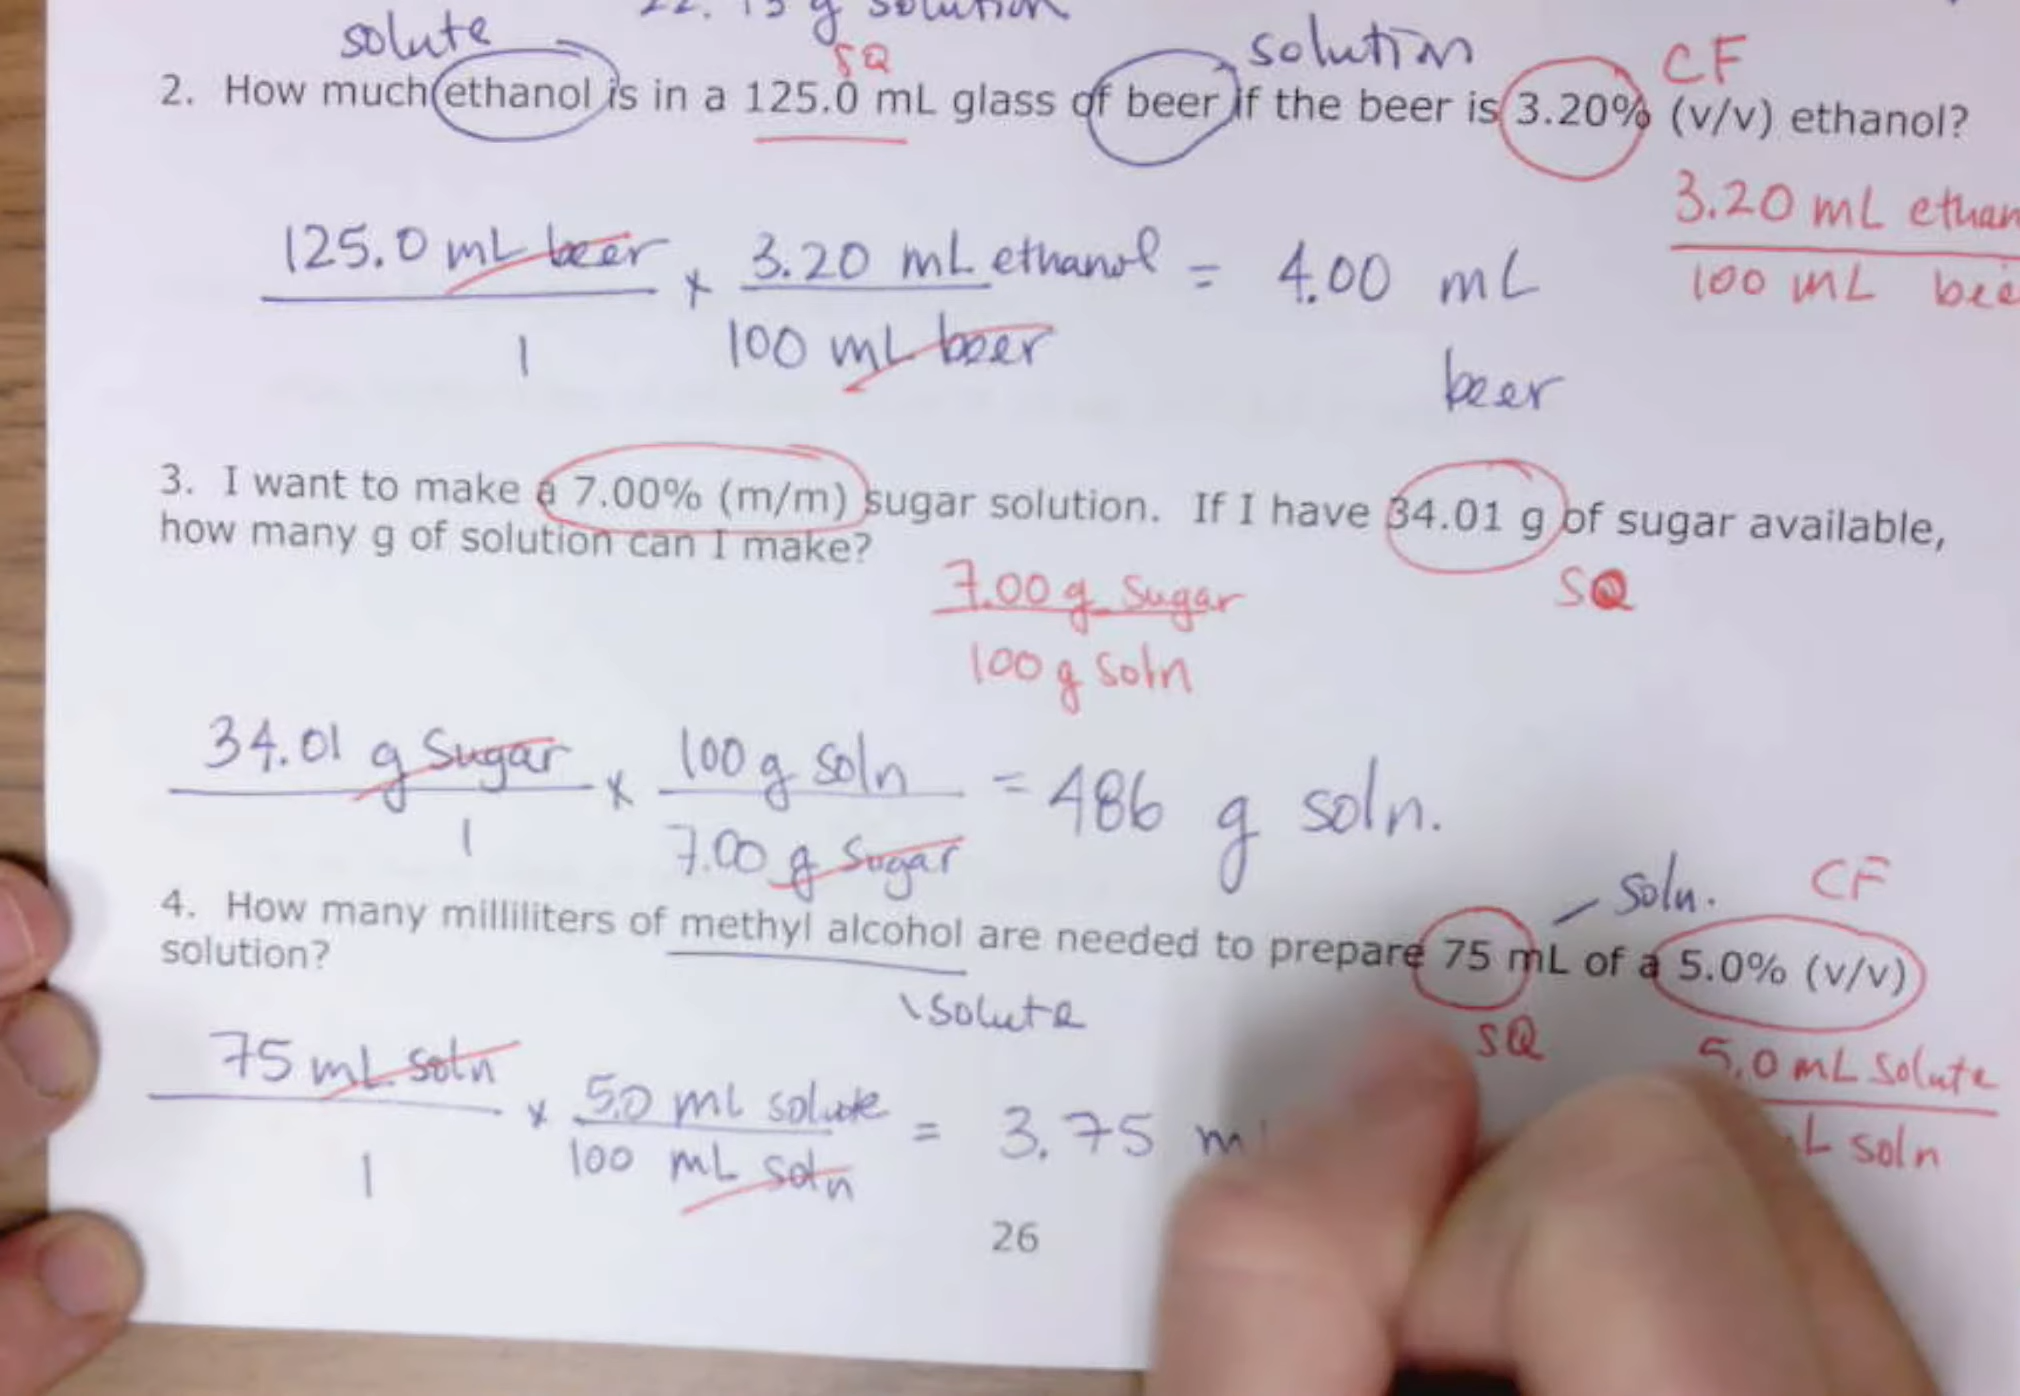 22.15 g solution
solute SQ solution CF
2. How much ethanol is in a 125.0 mL glass of beer if the beer is 3.20% (v/v) ethanol?
3.20 mL ethan
100 mL bee
125.0 mL beer × 3.20 mL ethanol = 4.00 mL
1 100 mL beer beer
3. I want to make a 7.00% (m/m) sugar solution. If I have 34.01 g of sugar available,
how many g of solution can I make?
SQ
7.00 g sugar
100 g soln
34.01 g sugar × 100 g soln = 486 g soln.
1 7.00 g sugar
soln. CF
4. How many milliliters of methyl alcohol are needed to prepare 75 mL of a 5.0% (v/v)
solution?
solute SQ
5.0 mL solute
L soln
75 mL soln × 5.0 mL solute = 3.75 m
1 100 mL soln
26